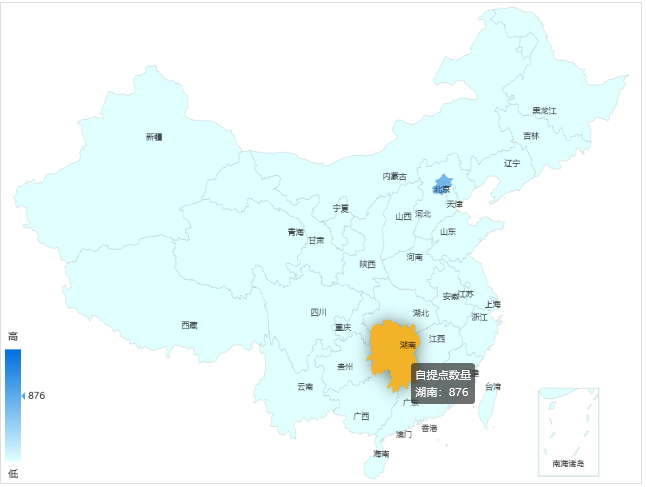 黑龙江
吉林
新疆
辽宁
内蒙古
北京
天津
宁夏
山西
河北
青海
甘肃
山东
陕西
河南
安徽
江苏
上海
四川
湖北
浙江
西藏
重庆
高
江西
湖南
贵州
自提点数量
湖南: 876
云南
台湾
876
广西
广东
香港
澳门
海南
南海诸岛
低